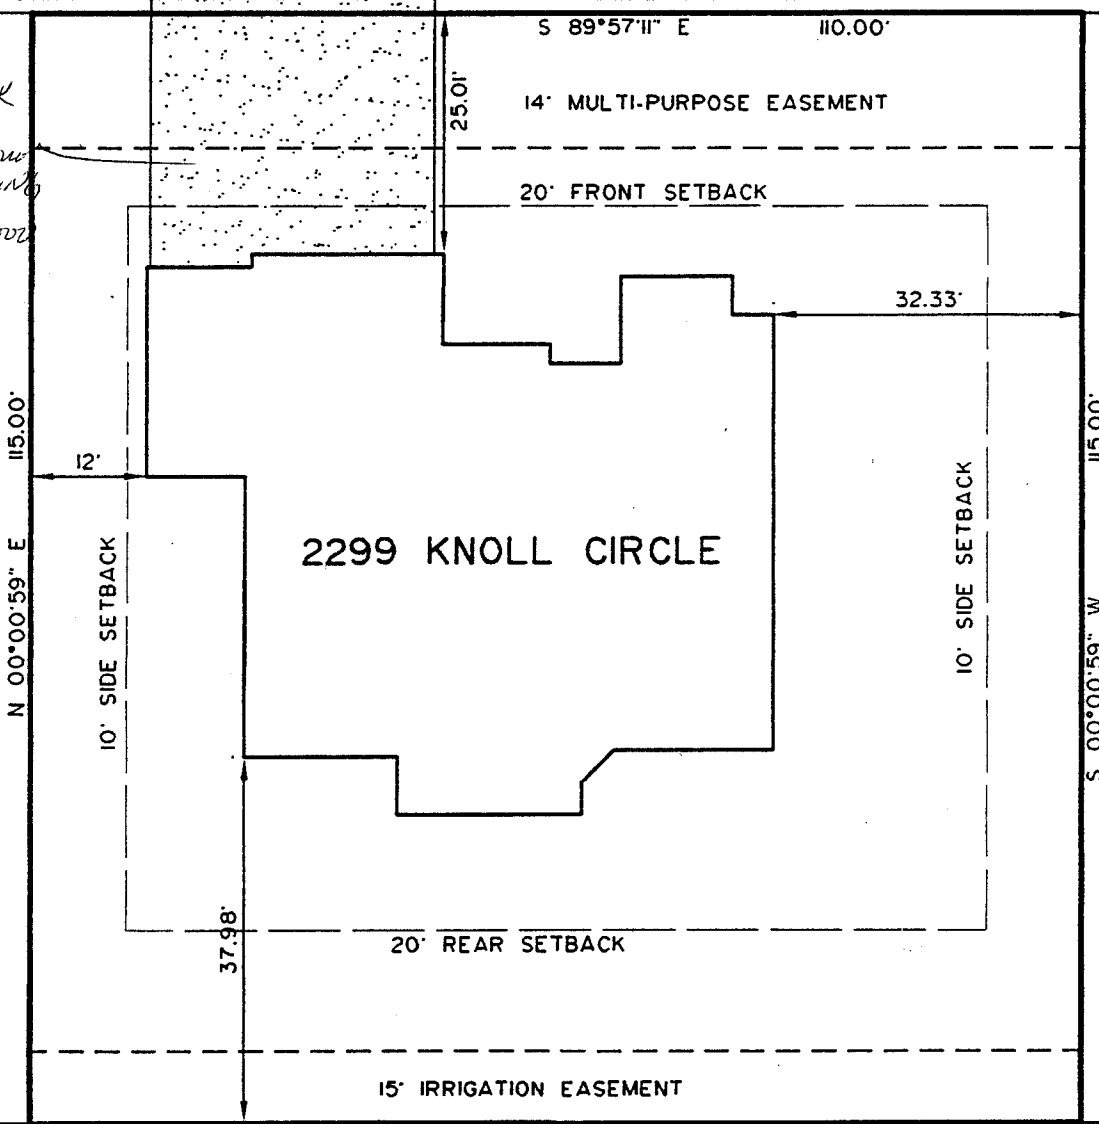 S 89°57'11" E 110.00'
25.01'
14' MULTI-PURPOSE EASEMENT
20' FRONT SETBACK
32.33'
N 00°00'59" E 115.00'
12'
S 00°00'59" W 115.00'
2299 KNOLL CIRCLE
10' SIDE SETBACK
10' SIDE SETBACK
37.98'
20' REAR SETBACK
15' IRRIGATION EASEMENT